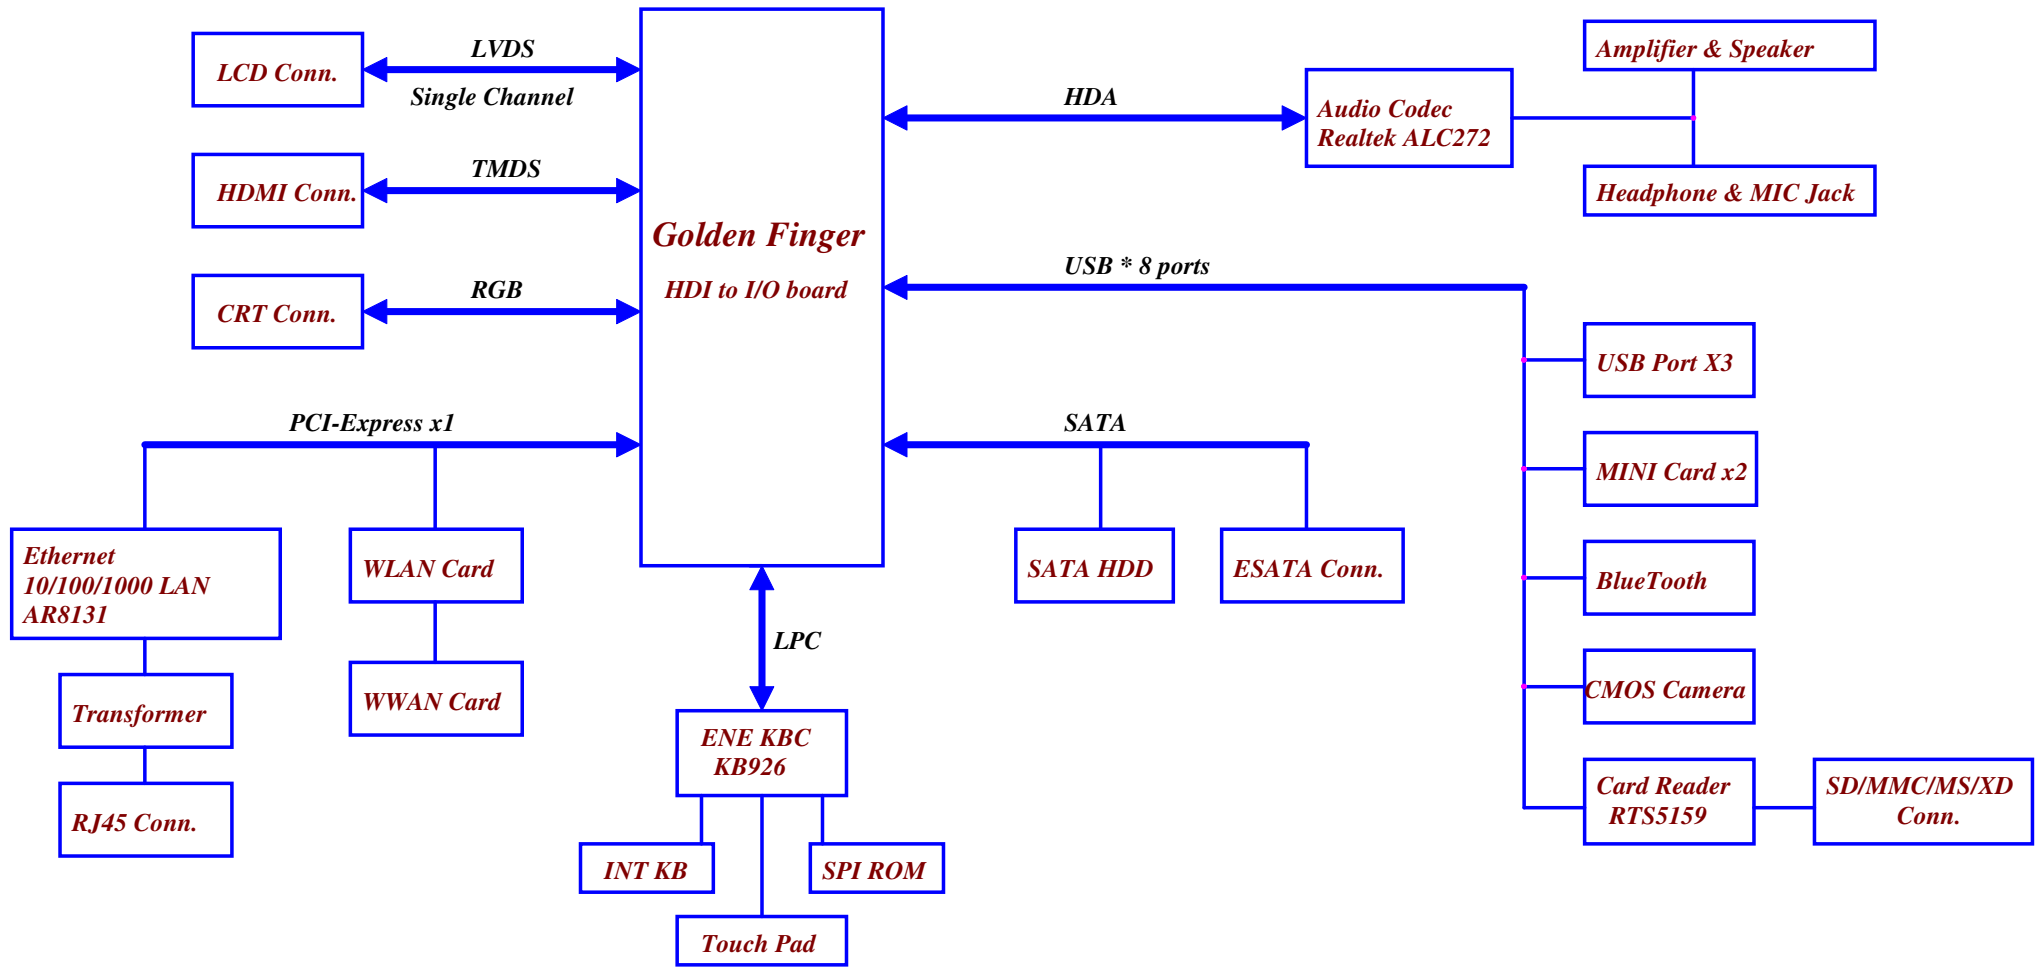 LCD Conn.
LVDS
Single Channel
HDMI Conn.
TMDS
CRT Conn.
RGB
Golden Finger
HDI to I/O board
HDA
Audio Codec
Realtek ALC272
Amplifier & Speaker
Headphone & MIC Jack
USB * 8 ports
USB Port X3
MINI Card x2
BlueTooth
CMOS Camera
Card Reader
RTS5159
SD/MMC/MS/XD
Conn.
PCI-Express x1
Ethernet
10/100/1000 LAN
AR8131
Transformer
RJ45 Conn.
WLAN Card
WWAN Card
SATA
SATA HDD
ESATA Conn.
LPC
ENE KBC
KB926
INT KB
SPI ROM
Touch Pad